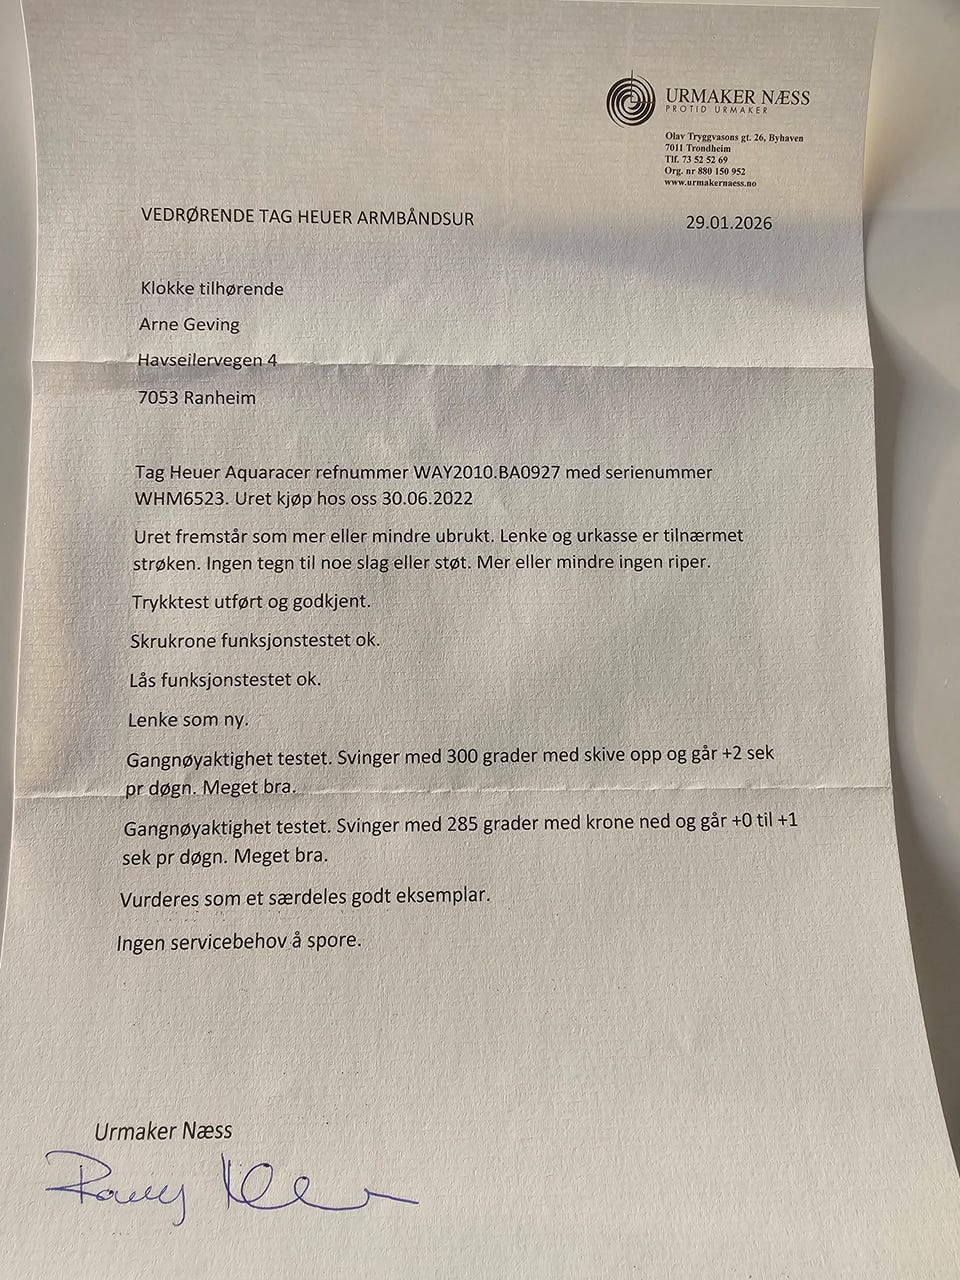 URMAKER NÆSS
PROTID URMAKER
Olav Tryggvasons gt. 26, Byhaven
7011 Trondheim
Tlf. 73 52 52 69
Org. nr 880 150 952
www.urmakernaess.no
VEDRØRENDE TAG HEUER ARMBÅNDSUR
29.01.2026
Klokke tilhørende
Arne Geving
Havseilervegen 4
7053 Ranheim
Tag Heuer Aquaracer refnummer WAY2010.BA0927 med serienummer
WHM6523. Uret kjøp hos oss 30.06.2022
Uret fremstår som mer eller mindre ubrukt. Lenke og urkasse er tilnærmet
strøken. Ingen tegn til noe slag eller støt. Mer eller mindre ingen riper.
Trykktest utført og godkjent.
Skrukrone funksjonstestet ok.
Lås funksjonstestet ok.
Lenke som ny.
Gangnøyaktighet testet. Svinger med 300 grader med skive opp og går +2 sek
pr døgn. Meget bra.
Gangnøyaktighet testet. Svinger med 285 grader med krone ned og går +0 til +1
sek pr døgn. Meget bra.
Vurderes som et særdeles godt eksemplar.
Ingen servicebehov å spore.
Urmaker Næss